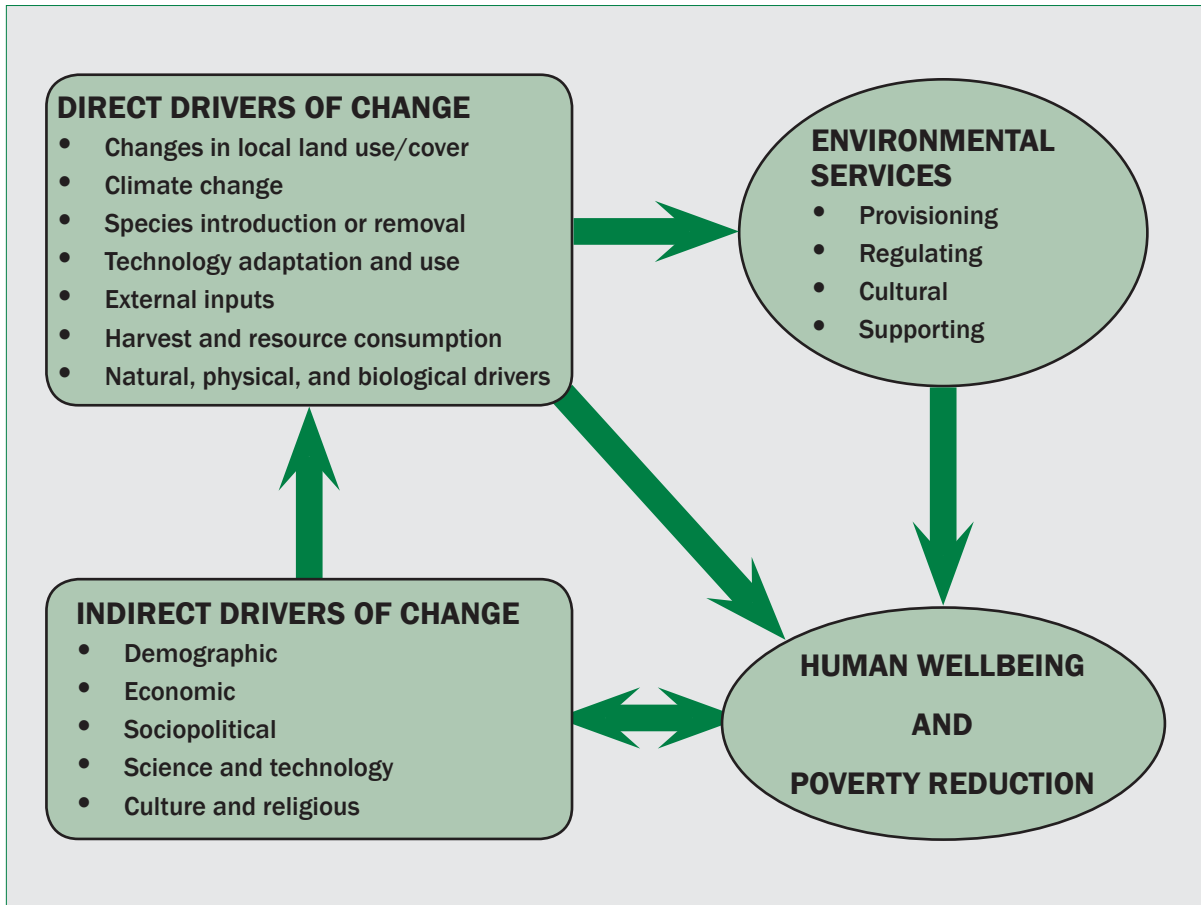 DIRECT DRIVERS OF CHANGE
• Changes in local land use/cover
• Climate change
• Species introduction or removal
• Technology adaptation and use
• External inputs
• Harvest and resource consumption
• Natural, physical, and biological drivers
ENVIRONMENTAL
SERVICES
• Provisioning
• Regulating
• Cultural
• Supporting
INDIRECT DRIVERS OF CHANGE
• Demographic
• Economic
• Sociopolitical
• Science and technology
• Culture and religious
HUMAN WELLBEING
AND
POVERTY REDUCTION